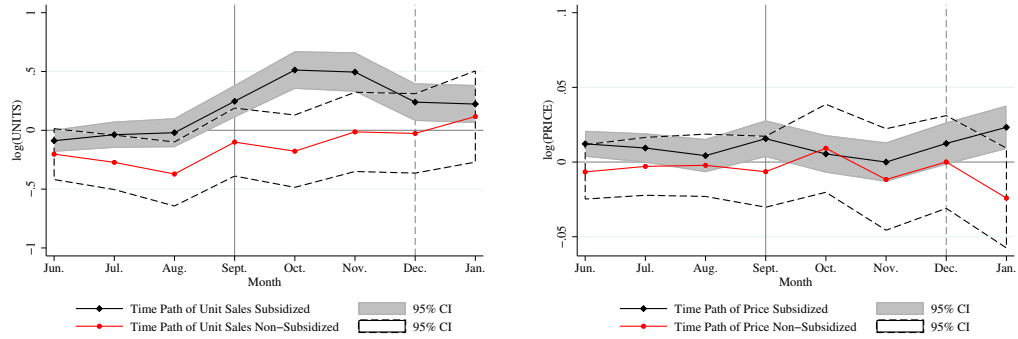 1
.5
0
-.5
-1
log(UNITS)
Jun.
Jul.
Aug.
Sept.
Oct.
Nov.
Dec.
Jan.
Month
Time Path of Unit Sales Subsidized
95% CI
Time Path of Unit Sales Non−Subsidized
95% CI
.1
.05
0
-.05
log(PRICE)
Jun.
Jul.
Aug.
Sept.
Oct.
Nov.
Dec.
Jan.
Month
Time Path of Price Subsidized
95% CI
Time Path of Price Non−Subsidized
95% CI